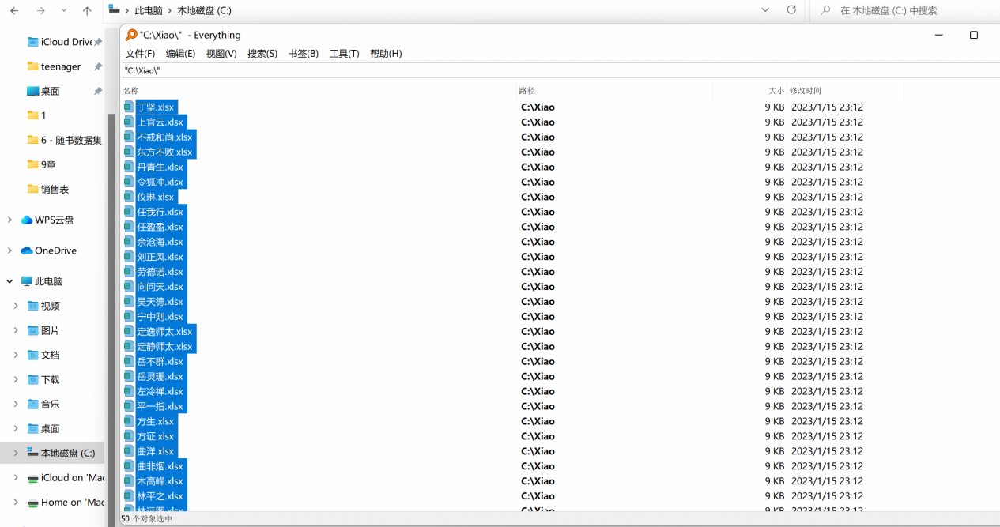 此电脑 › 本地磁盘 (C:)
在 本地磁盘 (C:) 中搜索
iCloud Drive
teenager
桌面
1
6 - 随书数据集
9章
销售表
WPS云盘
OneDrive
此电脑
视频
图片
文档
下载
音乐
桌面
本地磁盘 (C:)
iCloud on 'Mac
Home on 'Mac
"C:\Xiao\" - Everything
文件(F) 编辑(E) 视图(V) 搜索(S) 书签(B) 工具(T) 帮助(H)
"C:\Xiao\"
名称 路径 大小 修改时间
丁坚.xlsx C:\Xiao 9 KB 2023/1/15 23:12
上官云.xlsx C:\Xiao 9 KB 2023/1/15 23:12
不戒和尚.xlsx C:\Xiao 9 KB 2023/1/15 23:12
东方不败.xlsx C:\Xiao 9 KB 2023/1/15 23:12
丹青生.xlsx C:\Xiao 9 KB 2023/1/15 23:12
令狐冲.xlsx C:\Xiao 9 KB 2023/1/15 23:12
仪琳.xlsx C:\Xiao 9 KB 2023/1/15 23:12
任我行.xlsx C:\Xiao 9 KB 2023/1/15 23:12
任盈盈.xlsx C:\Xiao 9 KB 2023/1/15 23:12
余沧海.xlsx C:\Xiao 9 KB 2023/1/15 23:12
刘正风.xlsx C:\Xiao 9 KB 2023/1/15 23:12
劳德诺.xlsx C:\Xiao 9 KB 2023/1/15 23:12
向问天.xlsx C:\Xiao 9 KB 2023/1/15 23:12
吴天德.xlsx C:\Xiao 9 KB 2023/1/15 23:12
宁中则.xlsx C:\Xiao 9 KB 2023/1/15 23:12
定逸师太.xlsx C:\Xiao 9 KB 2023/1/15 23:12
定静师太.xlsx C:\Xiao 9 KB 2023/1/15 23:12
岳不群.xlsx C:\Xiao 9 KB 2023/1/15 23:12
岳灵珊.xlsx C:\Xiao 9 KB 2023/1/15 23:12
左冷禅.xlsx C:\Xiao 9 KB 2023/1/15 23:12
平一指.xlsx C:\Xiao 9 KB 2023/1/15 23:12
方生.xlsx C:\Xiao 9 KB 2023/1/15 23:12
方证.xlsx C:\Xiao 9 KB 2023/1/15 23:12
曲洋.xlsx C:\Xiao 9 KB 2023/1/15 23:12
曲非烟.xlsx C:\Xiao 9 KB 2023/1/15 23:12
木高峰.xlsx C:\Xiao 9 KB 2023/1/15 23:12
林平之.xlsx C:\Xiao 9 KB 2023/1/15 23:12
林远图.xlsx C:\Xiao 9 KB 2023/1/15 23:12
50 个对象选中